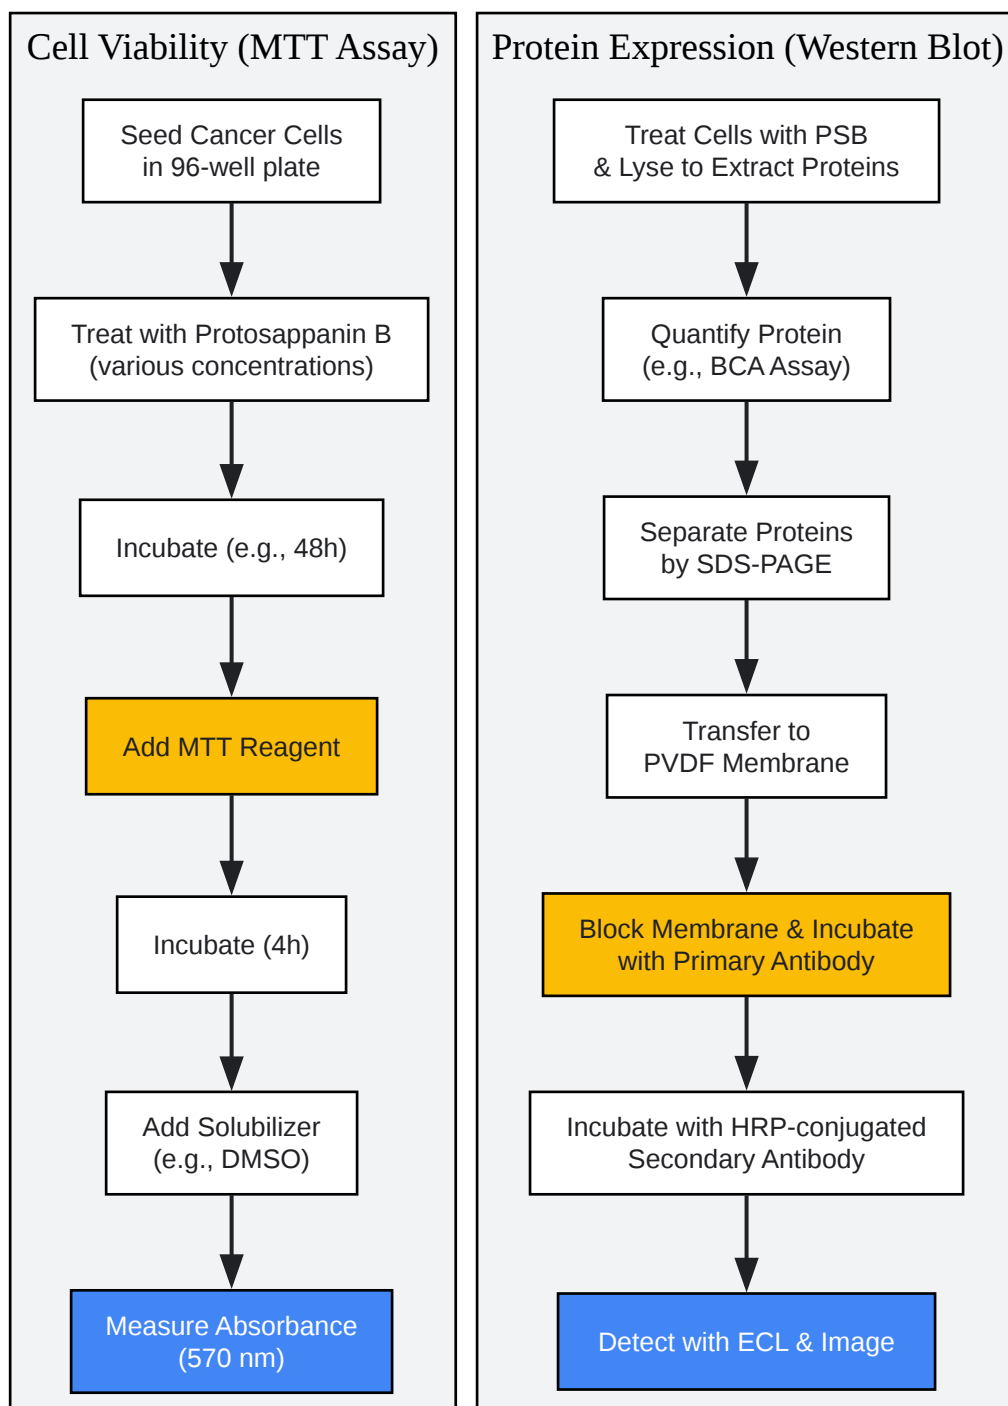 Cell Viability (MTT Assay)
Seed Cancer Cells
in 96-well plate
Treat with Protosappanin B
(various concentrations)
Incubate (e.g., 48h)
Add MTT Reagent
Incubate (4h)
Add Solubilizer
(e.g., DMSO)
Measure Absorbance
(570 nm)
Protein Expression (Western Blot)
Treat Cells with PSB
& Lyse to Extract Proteins
Quantify Protein
(e.g., BCA Assay)
Separate Proteins
by SDS-PAGE
Transfer to
PVDF Membrane
Block Membrane & Incubate
with Primary Antibody
Incubate with HRP-conjugated
Secondary Antibody
Detect with ECL & Image